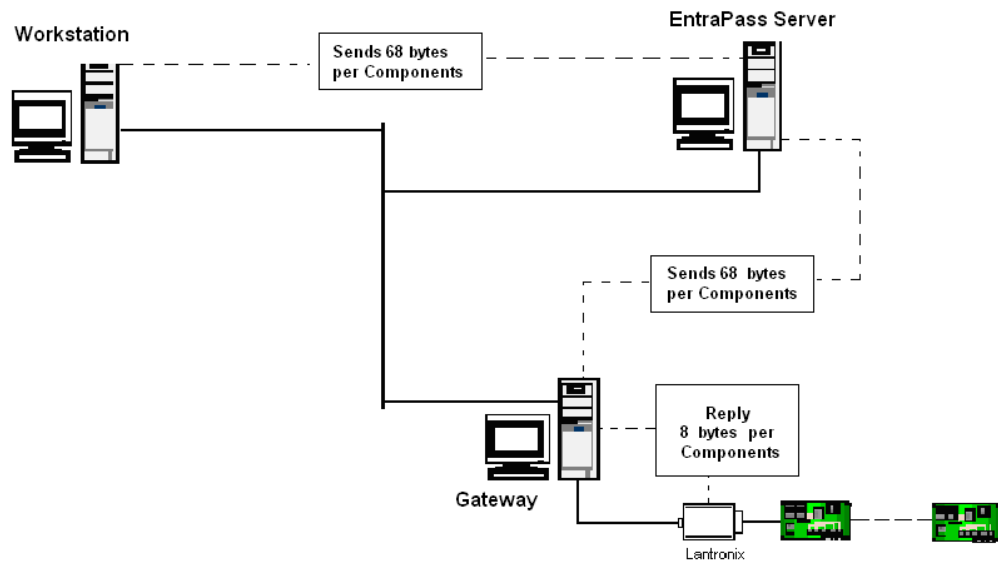 EntraPass Server
Workstation
Sends 68 bytes
per Components
Sends 68 bytes
per Components
Reply
8 bytes per
Components
Gateway
Lantronix